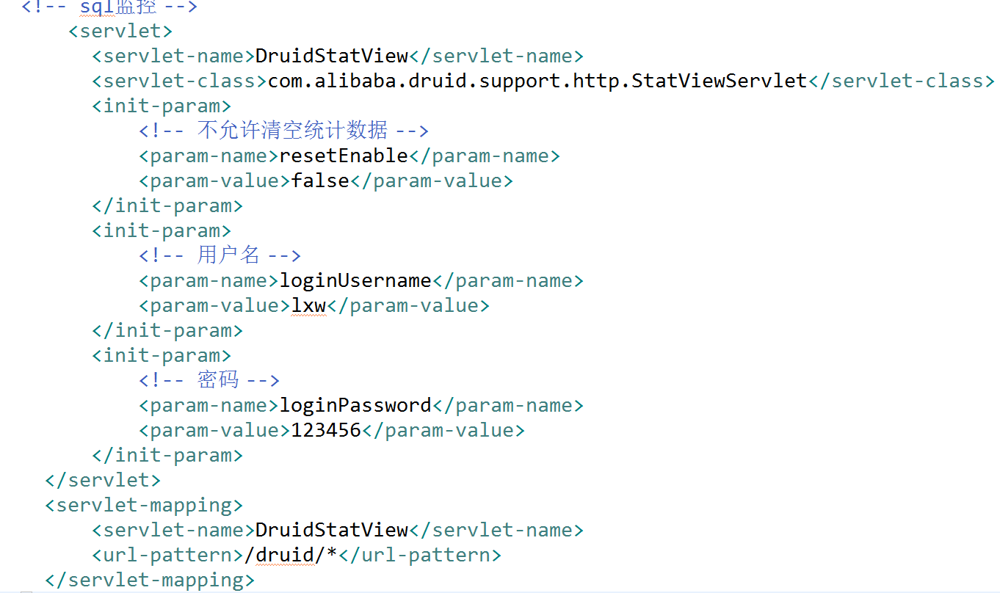 <!-- sql监控 -->
<servlet>
<servlet-name>DruidStatView</servlet-name>
<servlet-class>com.alibaba.druid.support.http.StatViewServlet</servlet-class>
<init-param>
<!-- 不允许清空统计数据 -->
<param-name>resetEnable</param-name>
<param-value>false</param-value>
</init-param>
<init-param>
<!-- 用户名 -->
<param-name>loginUsername</param-name>
<param-value>lxw</param-value>
</init-param>
<init-param>
<!-- 密码 -->
<param-name>loginPassword</param-name>
<param-value>123456</param-value>
</init-param>
</servlet>
<servlet-mapping>
<servlet-name>DruidStatView</servlet-name>
<url-pattern>/druid/*</url-pattern>
</servlet-mapping>